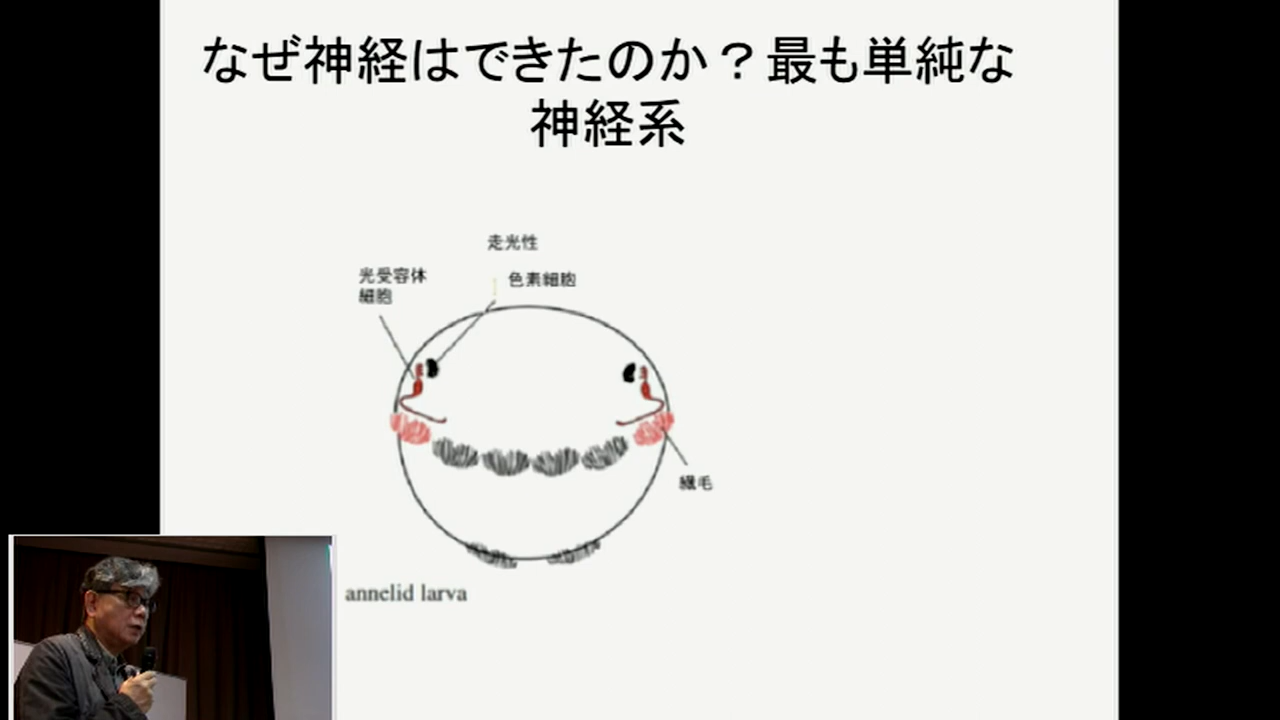 なぜ神経はできたのか？最も単純な
神経系
走光性
光受容体
細胞
色素細胞
繊毛
annelid larva